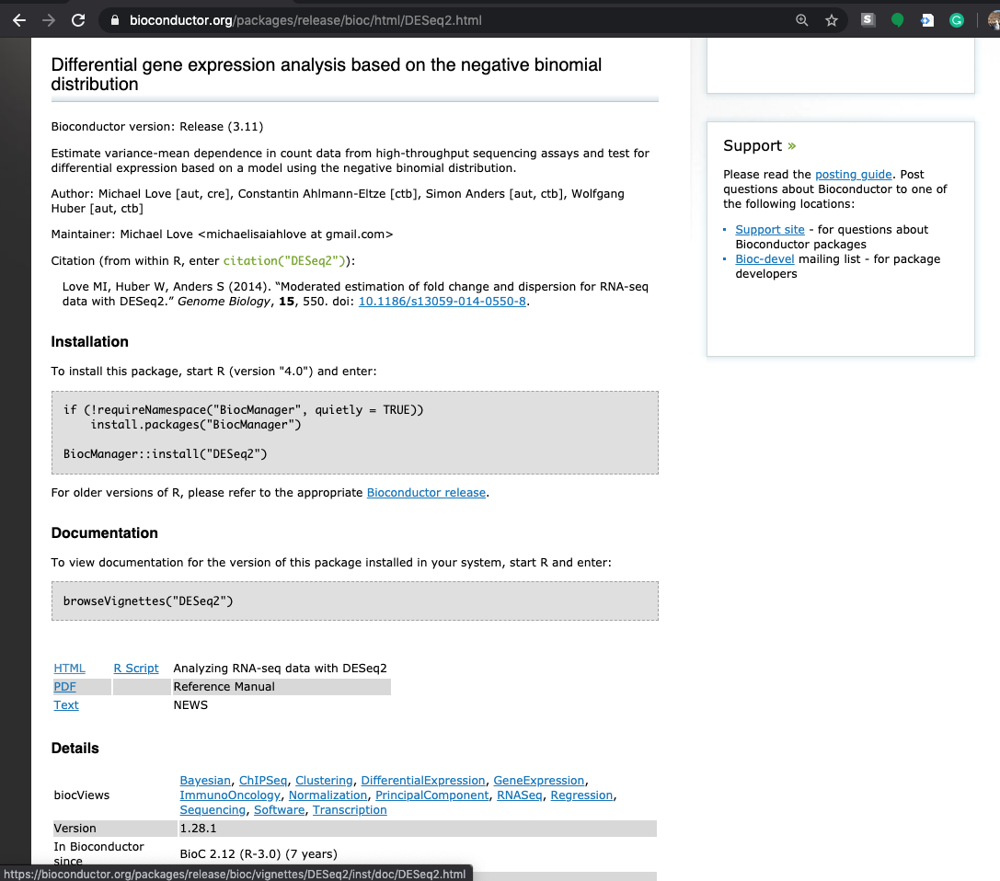 bioconductor.org/packages/release/bioc/html/DESeq2.html
S
G
Differential gene expression analysis based on the negative binomial
distribution
Bioconductor version: Release (3.11)
Estimate variance-mean dependence in count data from high-throughput sequencing assays and test for
differential expression based on a model using the negative binomial distribution.
Author: Michael Love [aut, cre], Constantin Ahlmann-Eltze [ctb], Simon Anders [aut, ctb], Wolfgang
Huber [aut, ctb]
Maintainer: Michael Love <michaelisaiahlove at gmail.com>
Citation (from within R, enter citation("DESeq2")):
Love MI, Huber W, Anders S (2014). “Moderated estimation of fold change and dispersion for RNA-seq
data with DESeq2.” Genome Biology, 15, 550. doi: 10.1186/s13059-014-0550-8.
Installation
To install this package, start R (version "4.0") and enter:
if (!requireNamespace("BiocManager", quietly = TRUE))
    install.packages("BiocManager")
BiocManager::install("DESeq2")
For older versions of R, please refer to the appropriate Bioconductor release.
Documentation
To view documentation for the version of this package installed in your system, start R and enter:
browseVignettes("DESeq2")
HTML R Script Analyzing RNA-seq data with DESeq2
PDF Reference Manual
Text NEWS
Details
biocViews
Bayesian, ChIPSeq, Clustering, DifferentialExpression, GeneExpression,
ImmunoOncology, Normalization, PrincipalComponent, RNASeq, Regression,
Sequencing, Software, Transcription
Version 1.28.1
In Bioconductor
since
BioC 2.12 (R-3.0) (7 years)
https://bioconductor.org/packages/release/bioc/vignettes/DESeq2/inst/doc/DESeq2.html
Support »
Please read the posting guide. Post
questions about Bioconductor to one of
the following locations:
• Support site - for questions about
Bioconductor packages
• Bioc-devel mailing list - for package
developers